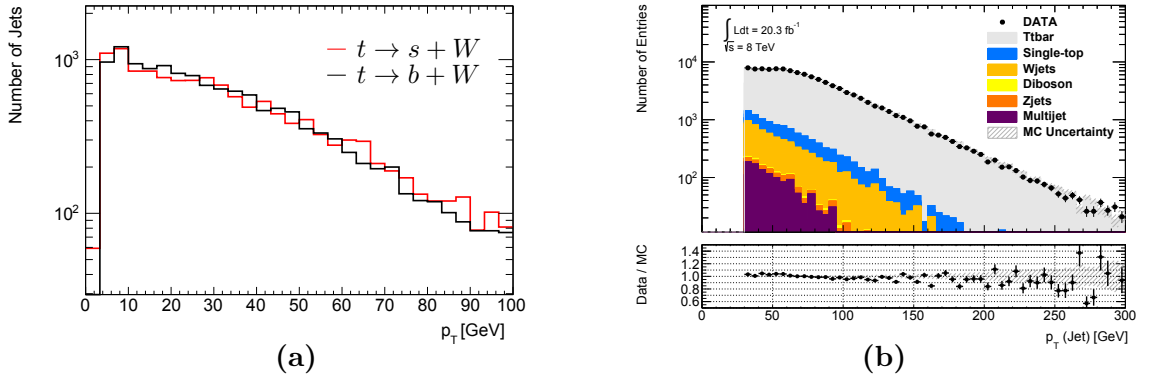 Number of Jets
10³
10²
t → s + W
t → b + W
0 10 20 30 40 50 60 70 80 90 100
p_T [GeV]
(a)
Number of Entries
∫ Ldt = 20.3 fb⁻¹
√s = 8 TeV
DATA
Ttbar
Single-top
Wjets
Diboson
Zjets
Multijet
MC Uncertainty
10⁴
10³
10²
10
Data / MC
1.4
1.2
1.0
0.8
0.6
0 50 100 150 200 250 300
p_T (Jet) [GeV]
(b)